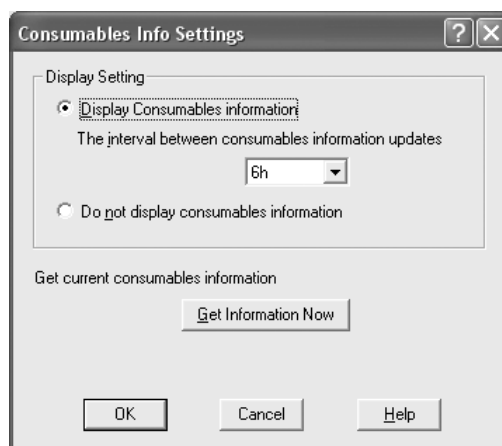 Consumables Info Settings
Display Setting
Display Consumables information
The interval between consumables information updates
6h
Do not display consumables information
Get current consumables information
Get Information Now
OK Cancel Help